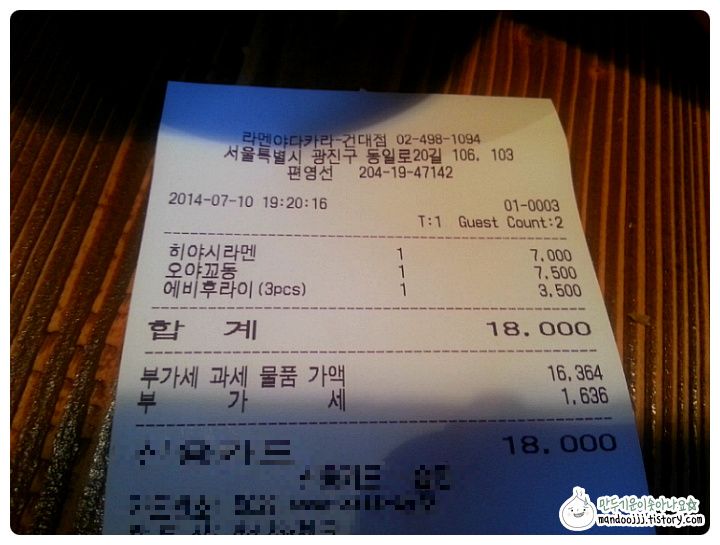 라멘야다카라-건대점 02-498-1094
서울특별시 광진구 동일로20길 106, 103
편영선 204-19-47142
2014-07-10 19:20:16 01-0003
T:1 Guest Count:2
히야시라멘 1 7,000
오야꼬동 1 7,500
에비후라이(3pcs) 1 3,500
합 계 18,000
부가세 과세 물품 가액 16,364
부 가 세 1,636
신용카드 18,000
만두기운이솟아나요
mandoojjj.tistory.com